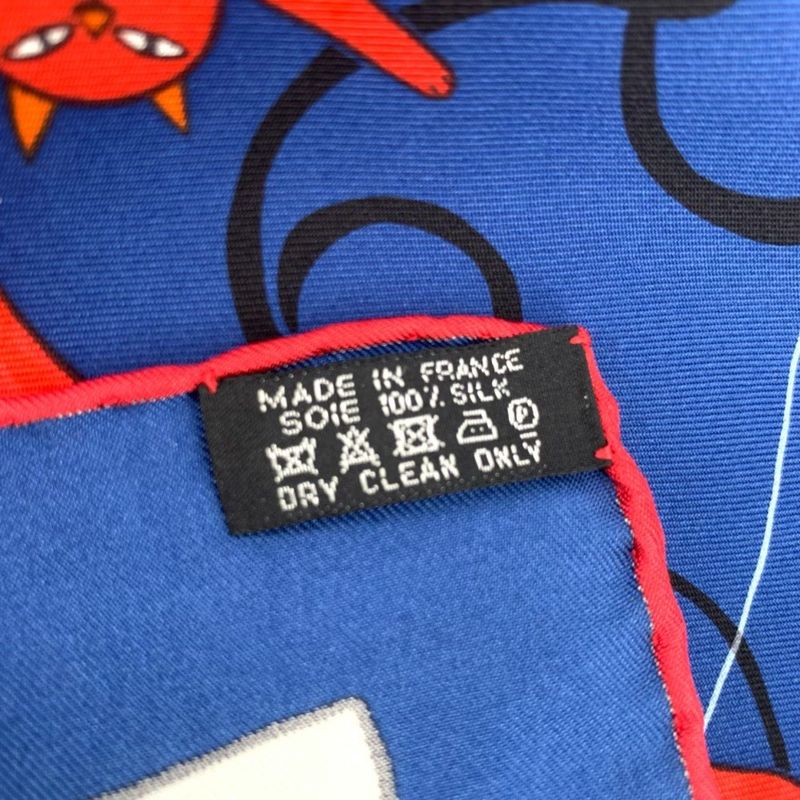 MADE IN FRANCE
SOIE 100% SILK
P
DRY CLEAN ONLY